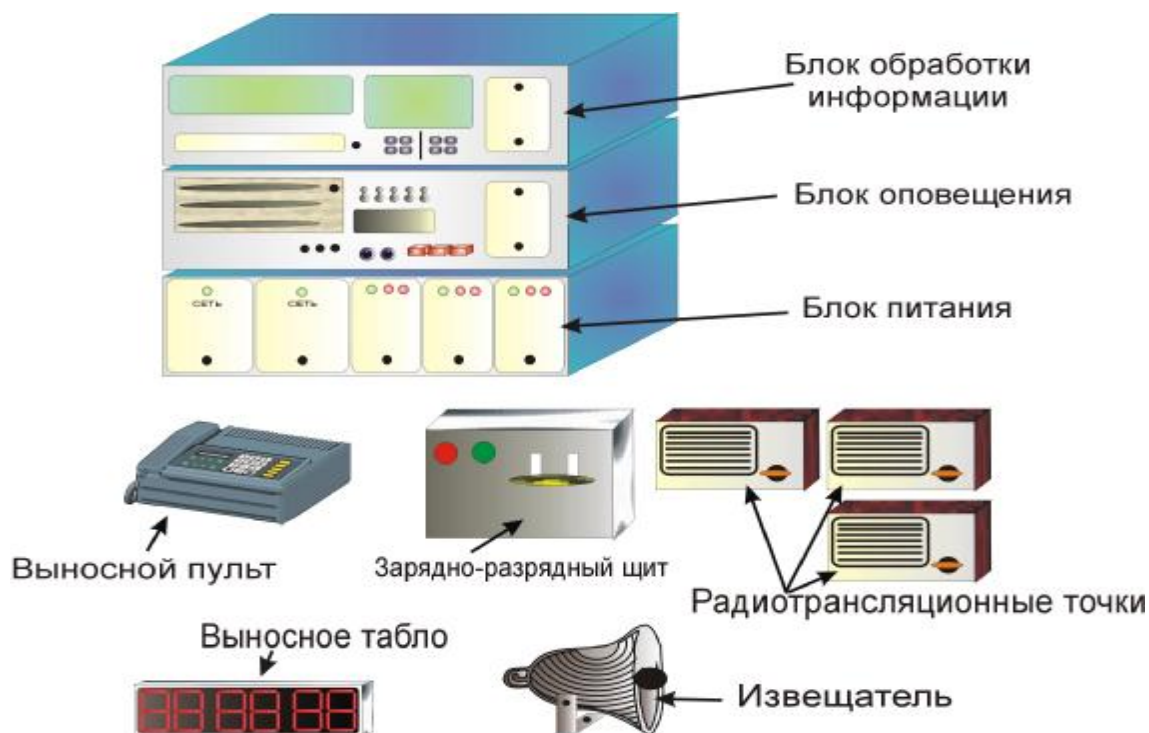 Блок обработки
информации
Блок оповещения
СЕТЬ
СЕТЬ
Блок питания
Выносной пульт
Зарядно-разрядный щит
Радиотрансляционные точки
Выносное табло
Извещатель